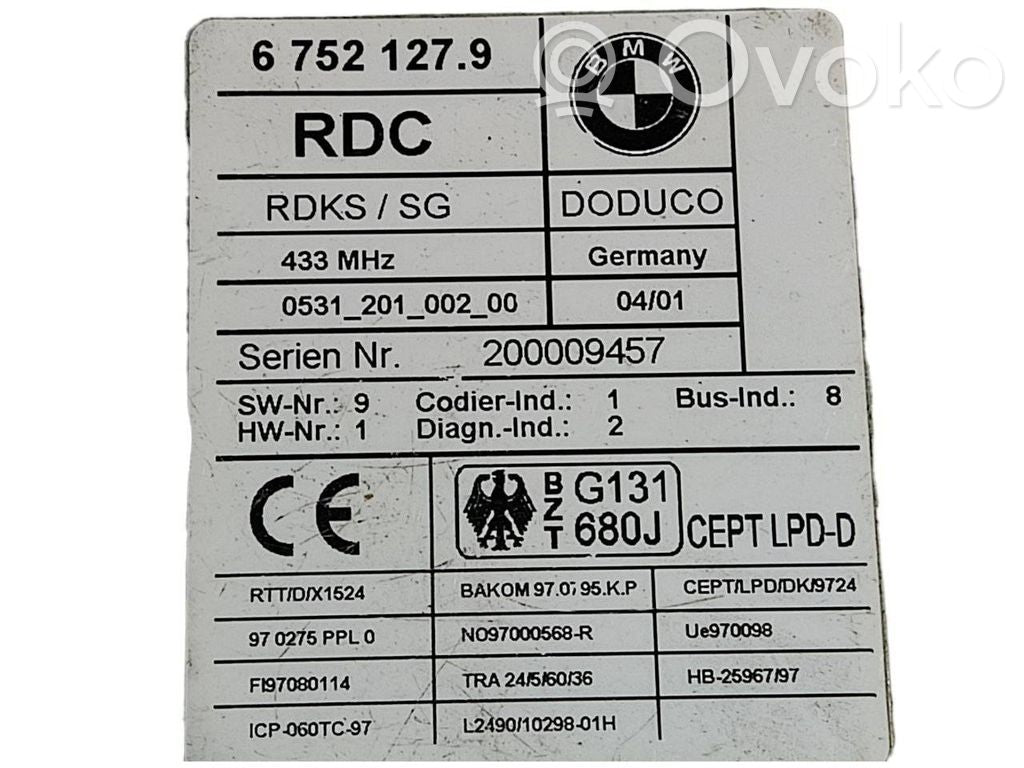 6 752 127.9
BMW
Ovoko
RDC
RDKS / SG
DODUCO
433 MHz
Germany
0531_201_002_00
04/01
Serien Nr. 200009457
SW-Nr.: 9 Codier-Ind.: 1 Bus-Ind.: 8
HW-Nr.: 1 Diagn.-Ind.: 2
CE
BZT G131 680J
CEPT LPD-D
RTT/D/X1524
BAKOM
CEPT/LPD/DK/9724
97 0275 PPL 0
NO97000568-R
Ue970098
FI97080114
TRA 24/5/60/36
HB-25967/97
ICP-060TC-97
L2490/10298-01H